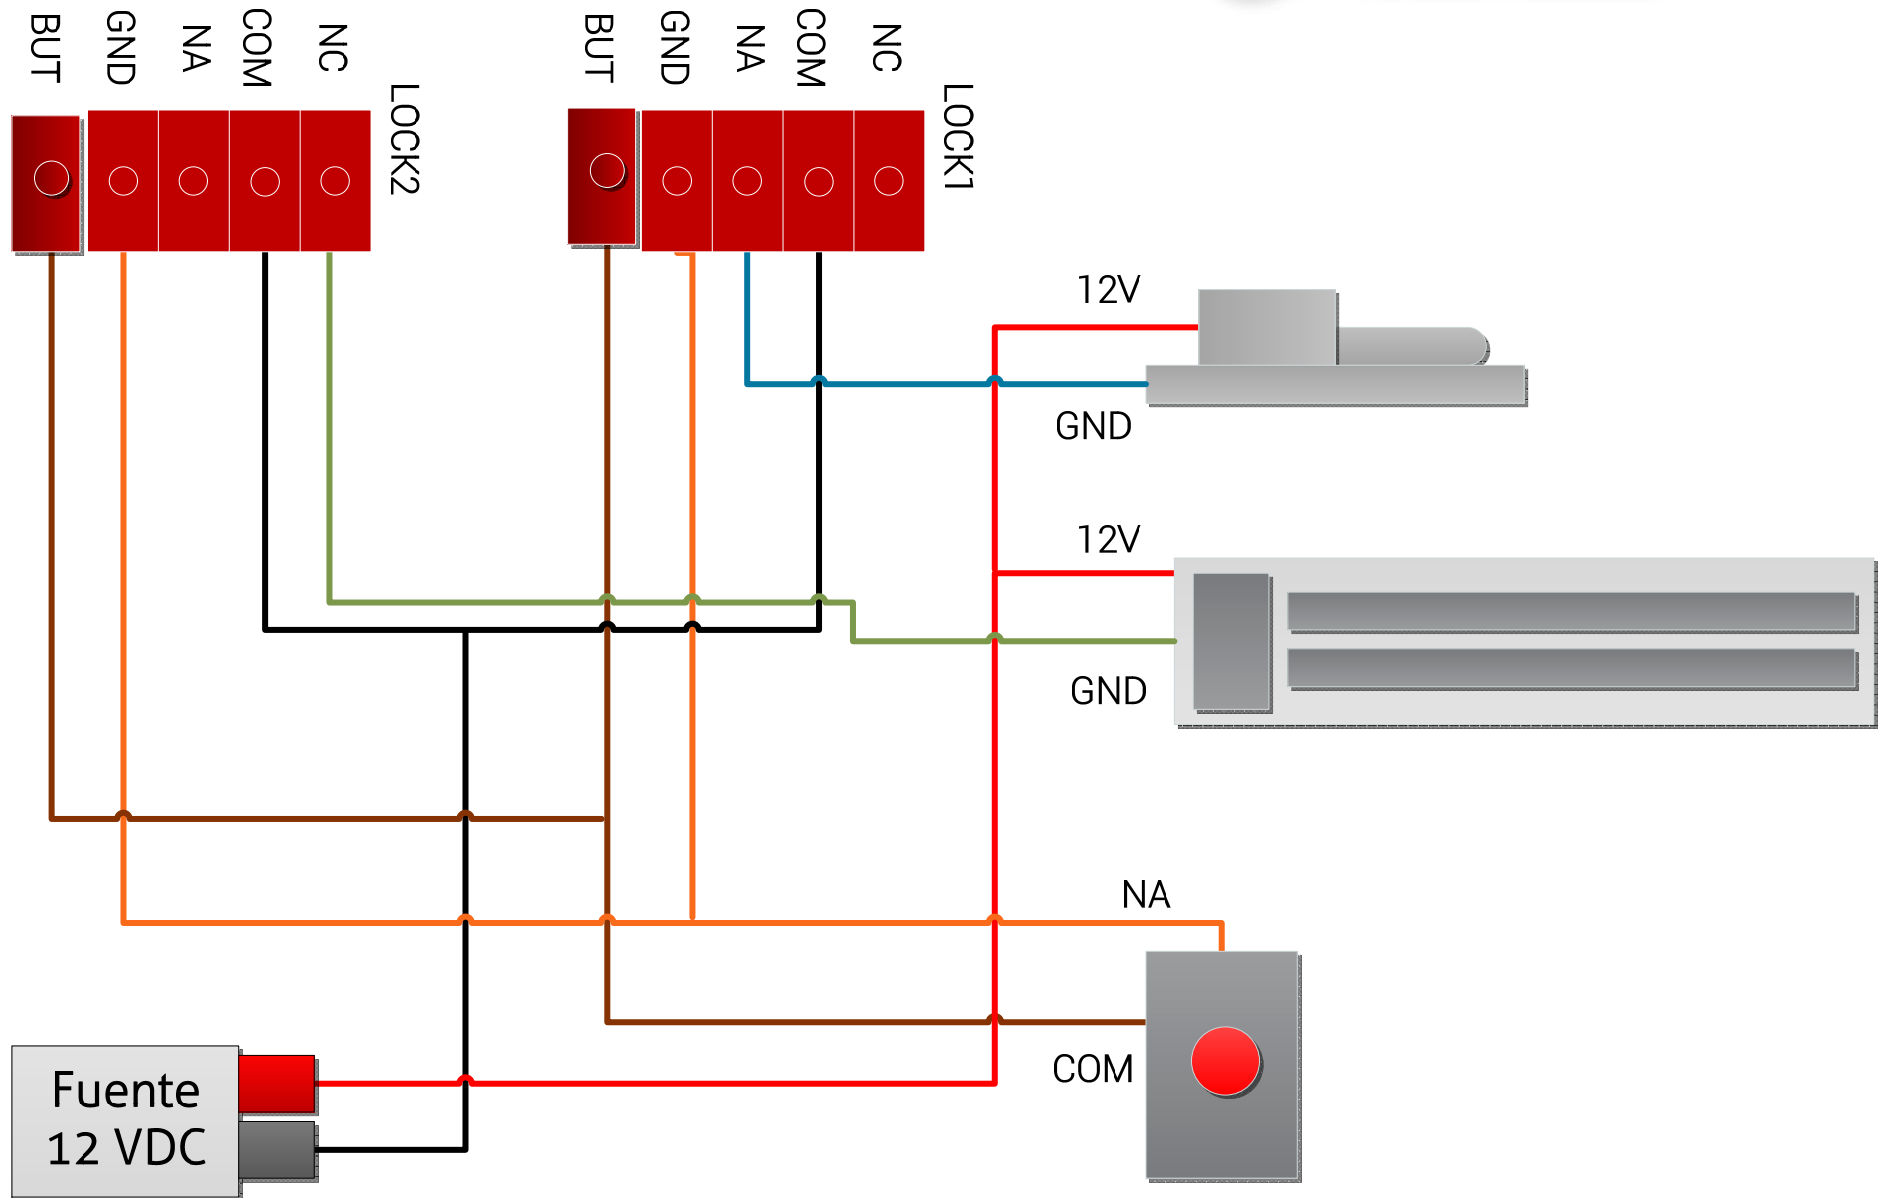 BUT
GND
NA
COM
NC
LOCK2
BUT
GND
NA
COM
NC
LOCK1
12V
GND
12V
GND
NA
COM
Fuente
12 VDC